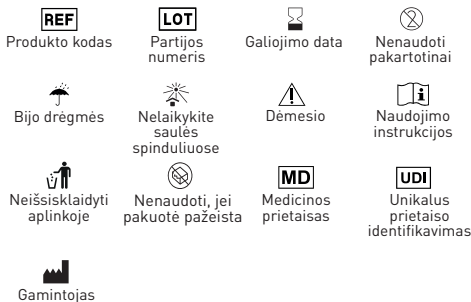 REF
Produkto kodas
LOT
Partijos
numeris
Galiojimo data
2
Nenaudoti
pakartotinai
Bijo drėgmės
Nelaikykite
saulės
spinduliuose
Dėmesio
Naudojimo
instrukcijos
Neišsisklaidyti
aplinkoje
Nenaudoti, jei
pakuotė pažeista
MD
Medicinos
prietaisas
UDI
Unikalus
prietaiso
identifikavimas
Gamintojas